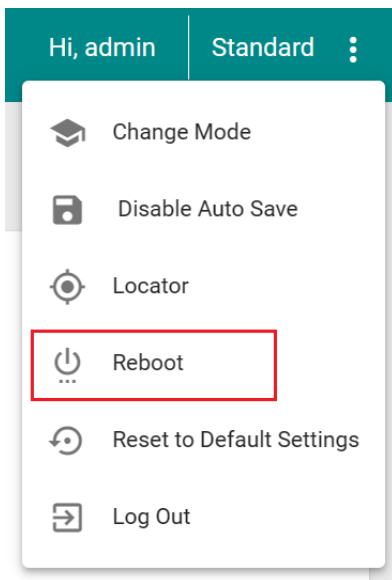 Hi, admin Standard
Change Mode
Disable Auto Save
Locator
Reboot
Reset to Default Settings
Log Out